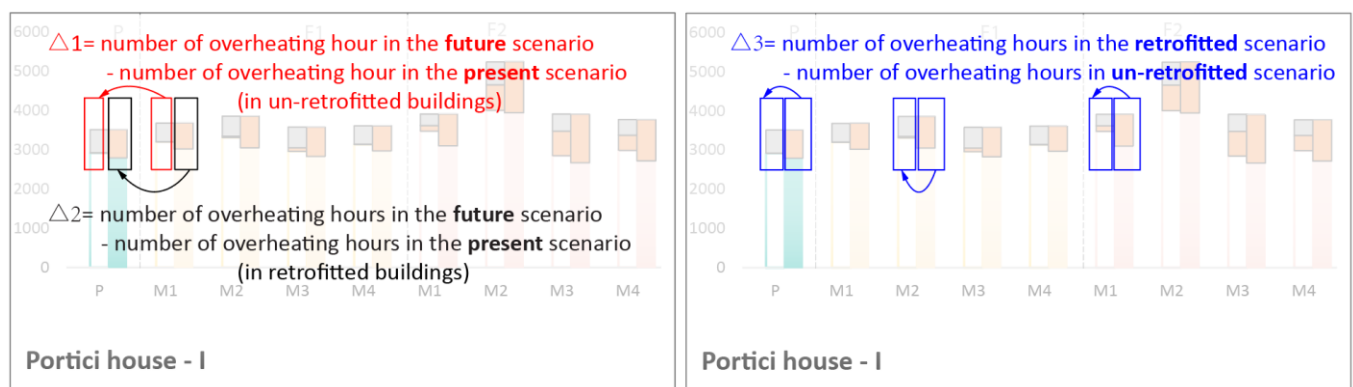 6000
P
F1
F2
△1= number of overheating hour in the future scenario
5000
- number of overheating hour in the present scenario
(in un-retrofitted buildings)
4000
3000
2000
△2= number of overheating hours in the future scenario
1000
- number of overheating hours in the present scenario
(in retrofitted buildings)
0
P M1 M2 M3 M4 M1 M2 M3 M4
Portici house - I
6000
P
F1
F2
△3= number of overheating hours in the retrofitted scenario
5000
- number of overheating hours in un-retrofitted scenario
4000
3000
2000
1000
0
P M1 M2 M3 M4 M1 M2 M3 M4
Portici house - I